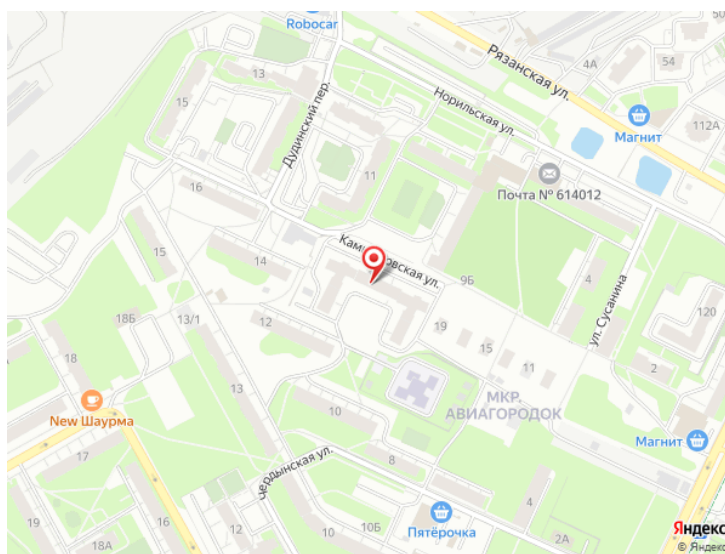 Robocar
Рязанская ул.
4А
54
13
15
Дудинский пер.
Норильская ул.
Магнит
112А
11
Почта № 614012
16
14
9Б
4
ул. Сусанина
15
18Б
13/1
12
19
15
11
120
2
18
13
МКР.
АВИАГОРОДОК
New Шаурма
10
Магнит
17
8
Чердынская ул.
4
19
12
10Б
Пятёрочка
2А
18А
Яндекс
© Яндекс